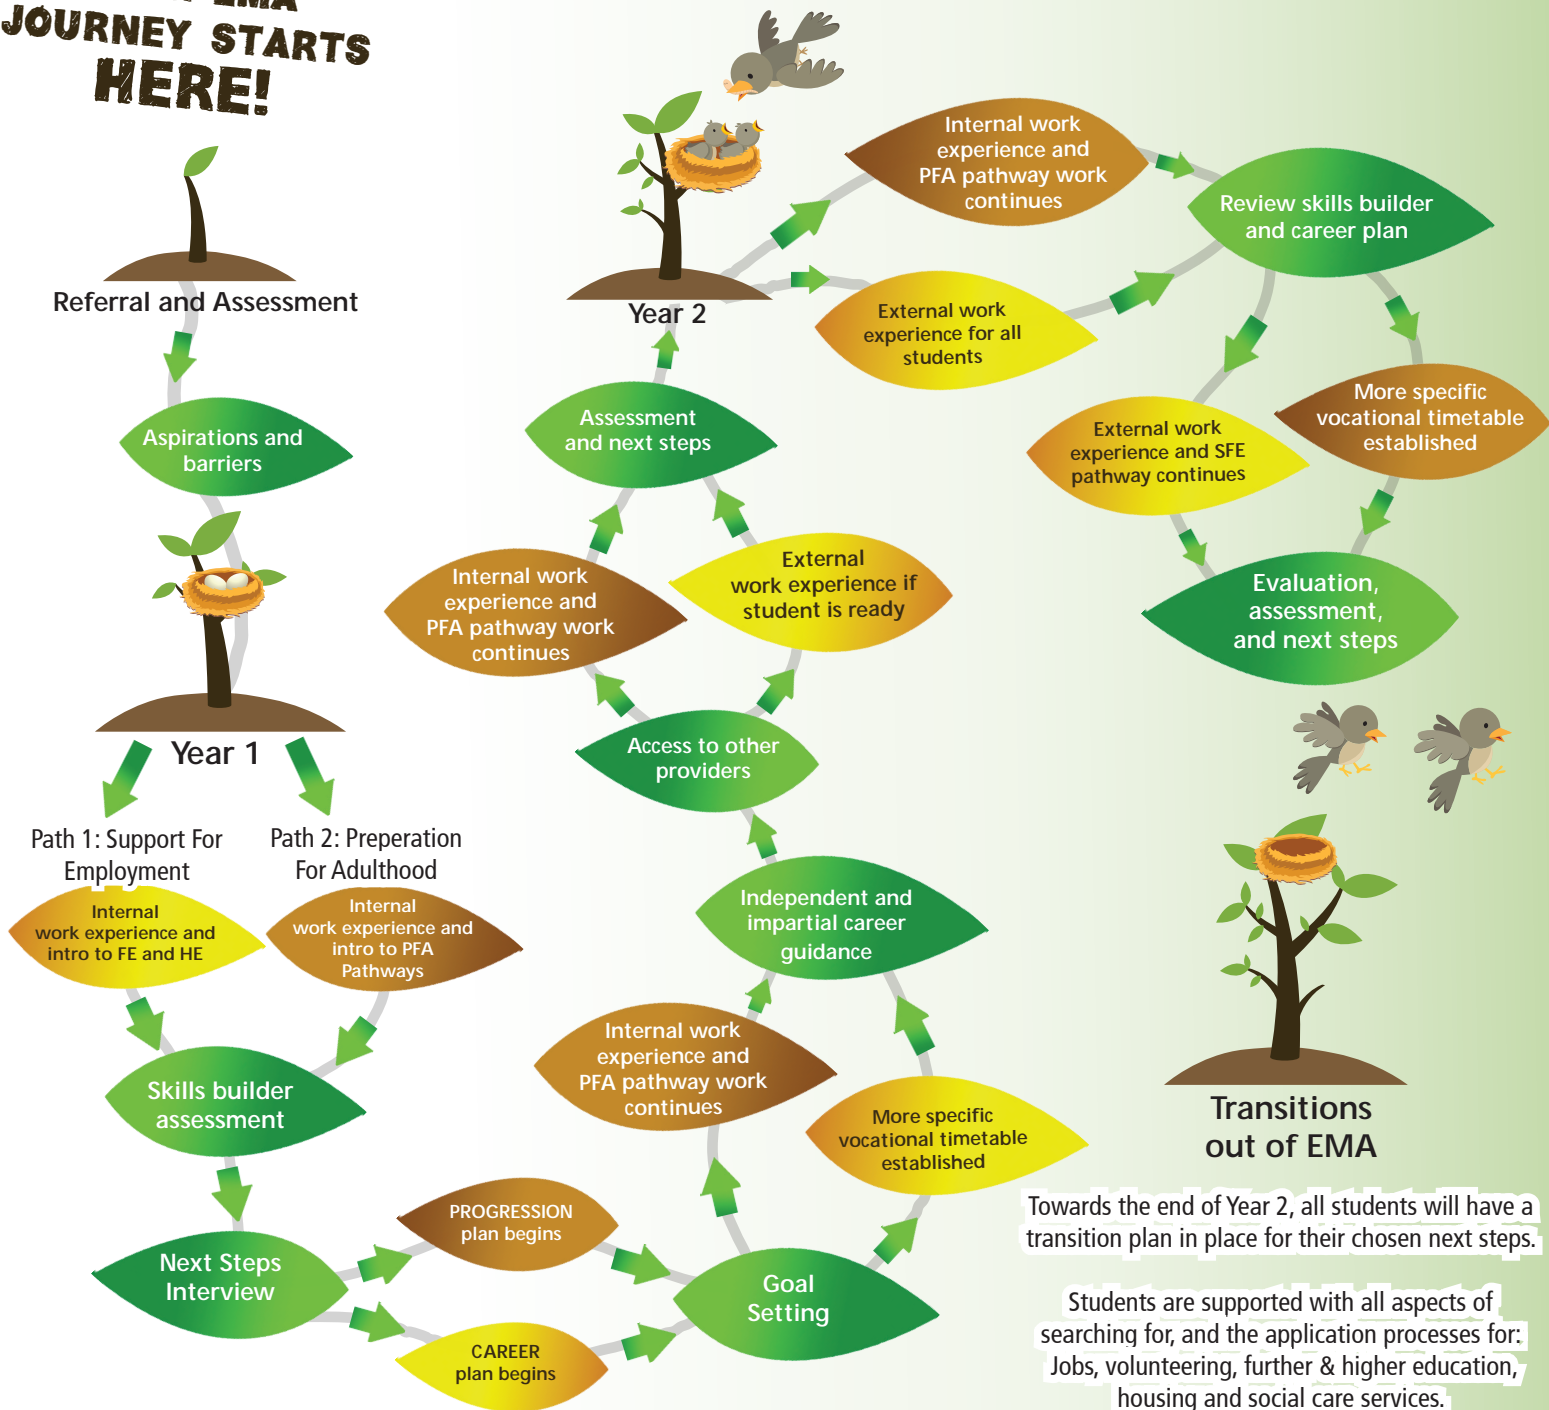 EMA
JOURNEY STARTS
HERE!
Referral and Assessment
Aspirations and
barriers
Year 1
Path 1: Support For
Employment
Path 2: Preperation
For Adulthood
Internal
work experience and
intro to FE and HE
Internal
work experience and
intro to PFA
Pathways
Skills builder
assessment
Next Steps
Interview
PROGRESSION
plan begins
CAREER
plan begins
Goal
Setting
Internal work
experience and
PFA pathway work
continues
More specific
vocational timetable
established
Independent and
impartial career
guidance
Access to other
providers
Internal work
experience and
PFA pathway work
continues
External
work experience if
student is ready
Assessment
and next steps
Year 2
Internal work
experience and
PFA pathway work
continues
External work
experience for all
students
Review skills builder
and career plan
External work
experience and SFE
pathway continues
More specific
vocational timetable
established
Evaluation,
assessment,
and next steps
Transitions
out of EMA
Towards the end of Year 2, all students will have a
transition plan in place for their chosen next steps.
Students are supported with all aspects of
searching for, and the application processes for:
Jobs, volunteering, further & higher education,
housing and social care services.